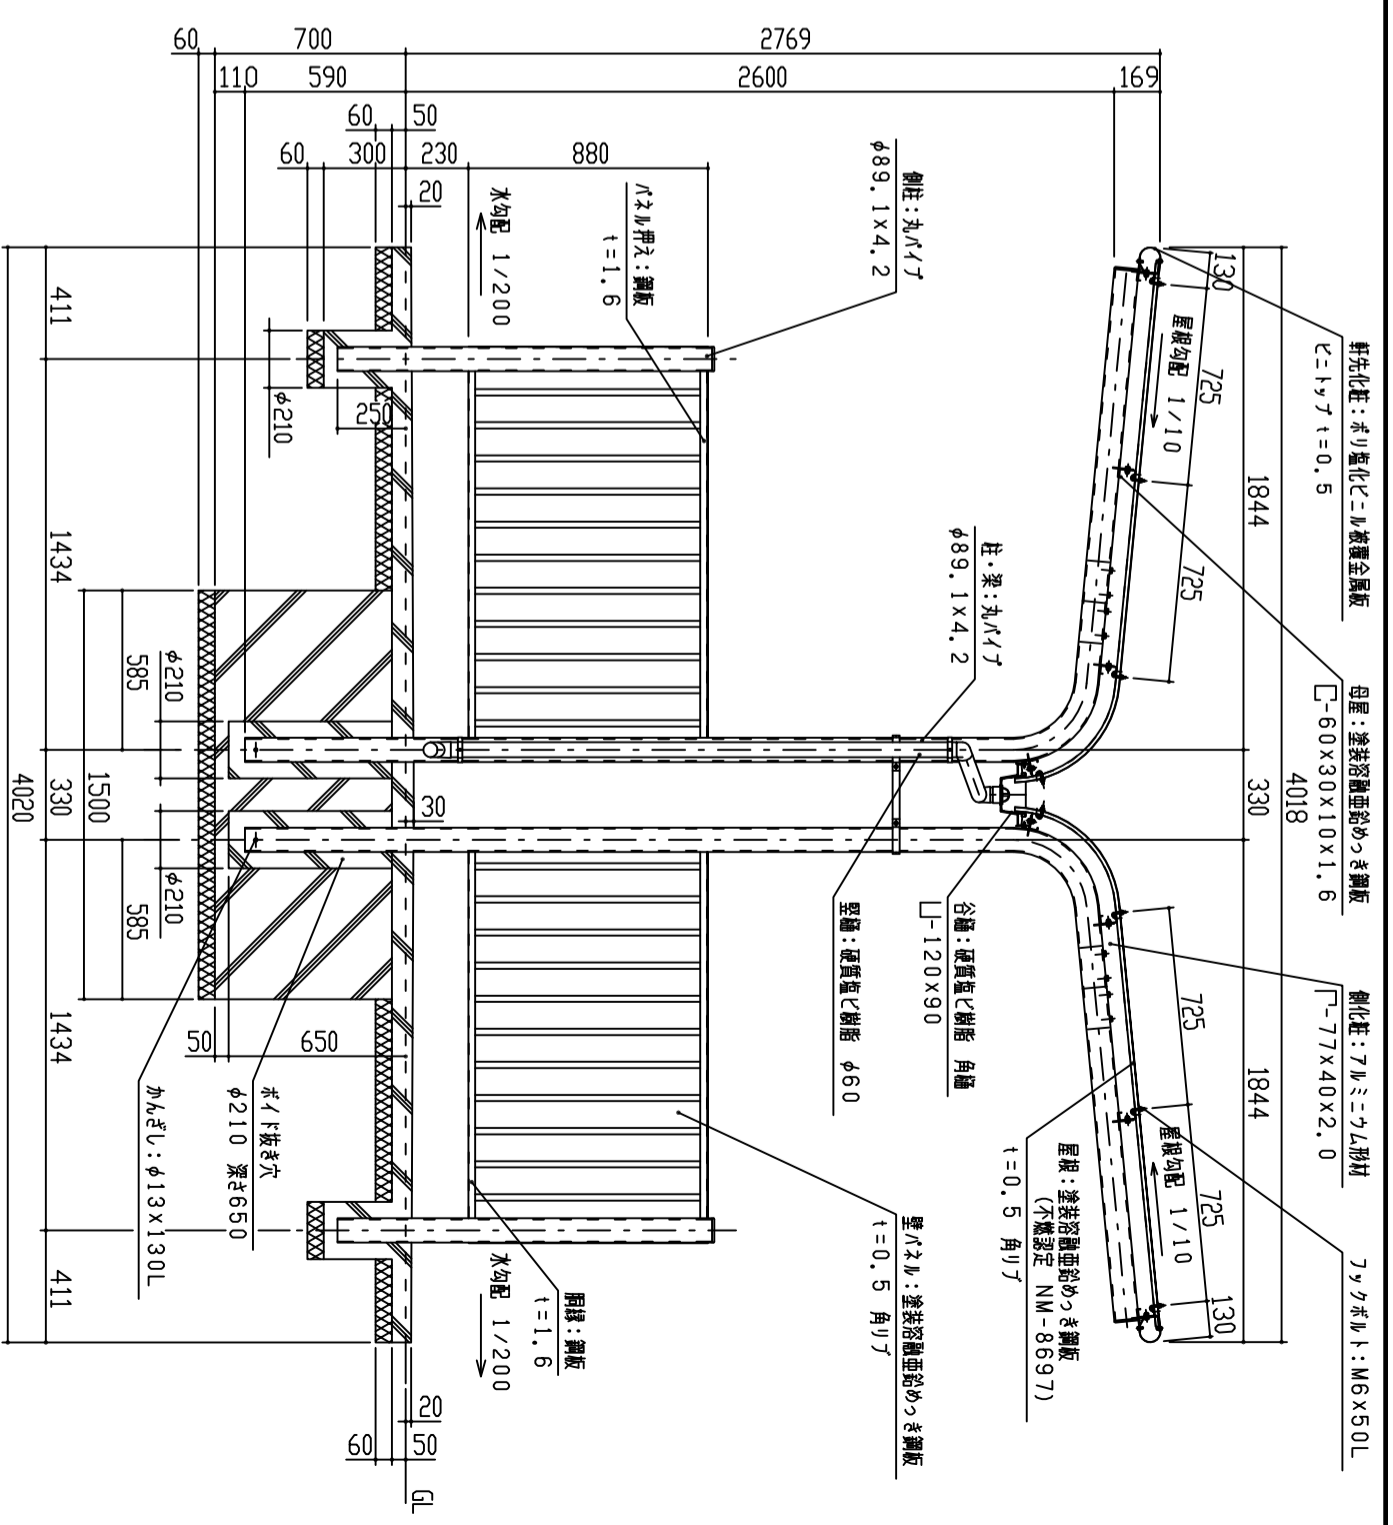 軒先化粧：ポリ塩化ビニル被覆金属板
ビニトップ t=0.5
母屋：塗装溶融亜鉛めっき鋼板
C-60x30x10x1.6
側化粧：アルミニウム形材
77x40x2.0
フックボルト：M6x50L
4018
1844
330
1844
130
725
725
725
725
130
屋根勾配 1/10
屋根勾配 1/10
屋根：塗装溶融亜鉛めっき鋼板
(不燃認定 NM-8697)
t=0.5 角リブ
側柱：丸パイプ
φ89.1x4.2
柱・梁：丸パイプ
φ89.1x4.2
谷樋：硬質塩ビ樹脂 角樋
120x90
竪樋：硬質塩ビ樹脂 φ60
パネル押え：鋼板
t=1.6
壁パネル：塗装溶融亜鉛めっき鋼板
t=0.5 角リブ
胴縁：鋼板
t=1.6
水勾配 1/200
水勾配 1/200
60
700
2769
110
590
2600
169
60
50
60
300
230
880
20
250
φ210
30
20
60
50
GL
φ210
585
φ210
585
50
650
ボイド抜き穴
φ210 深さ650
かんざし：φ13x130L
1500
411
1434
330
1434
411
4020